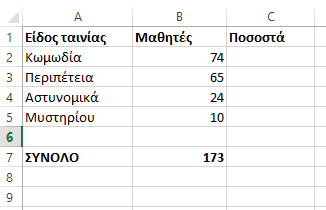 A B C
1 Είδος ταινίας Μαθητές Ποσοστά
2 Κωμωδία 74
3 Περιπέτεια 65
4 Αστυνομικά 24
5 Μυστηρίου 10
6
7 ΣΥΝΟΛΟ 173
8
9